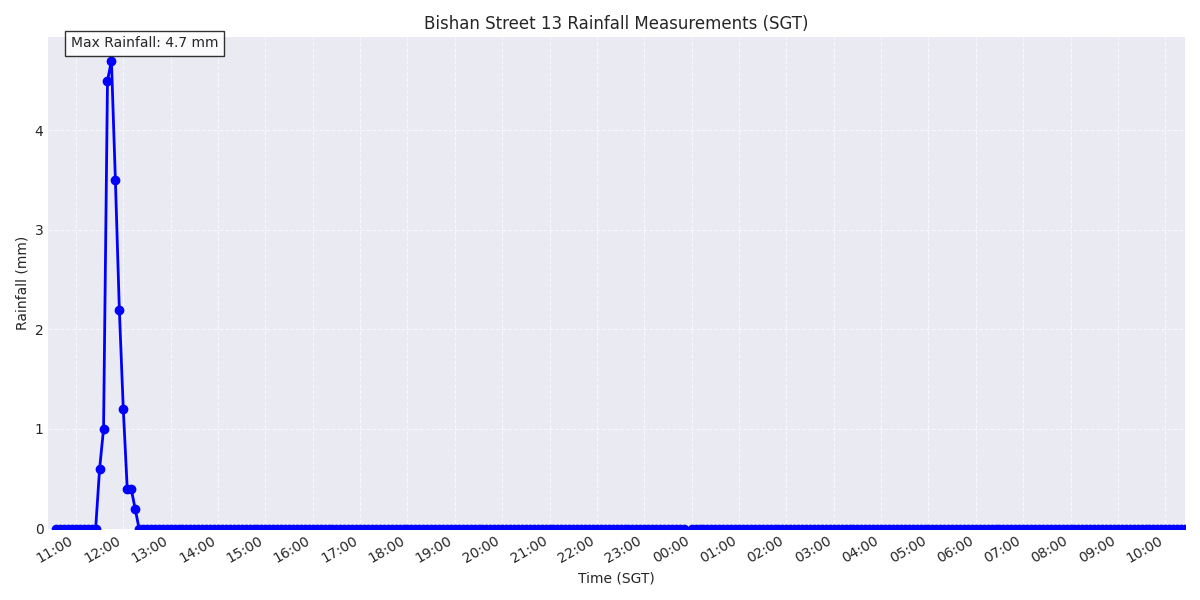 Bishan Street 13 Rainfall Measurements (SGT)
Max Rainfall: 4.7 mm
4
3
2
1
0
Rainfall (mm)
11:00 12:00 13:00 14:00 15:00 16:00 17:00 18:00 19:00 20:00 21:00 22:00 23:00 00:00 01:00 02:00 03:00 04:00 05:00 06:00 07:00 08:00 09:00 10:00
Time (SGT)